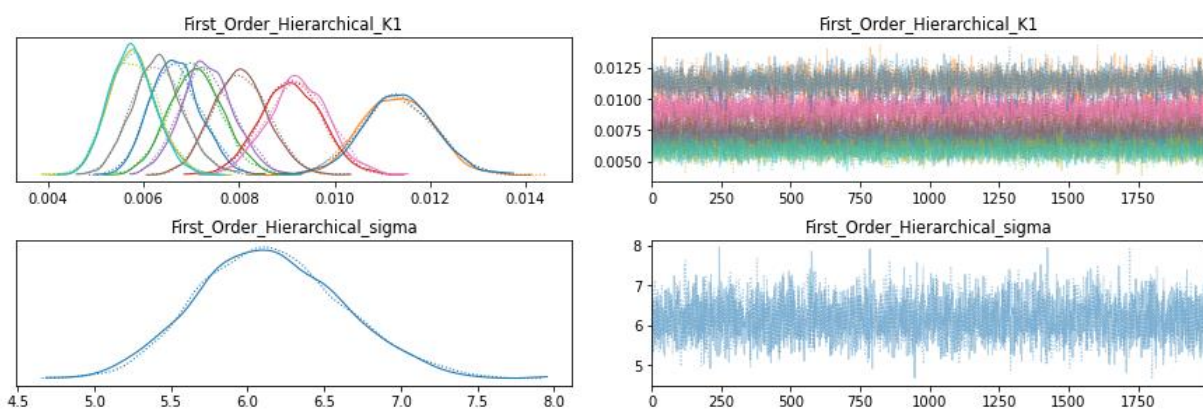 First_Order_Hierarchical_K1
0.004 0.006 0.008 0.010 0.012 0.014
First_Order_Hierarchical_K1
0.0125
0.0100
0.0075
0.0050
0 250 500 750 1000 1250 1500 1750
First_Order_Hierarchical_sigma
4.5 5.0 5.5 6.0 6.5 7.0 7.5 8.0
First_Order_Hierarchical_sigma
8
7
6
5
0 250 500 750 1000 1250 1500 1750